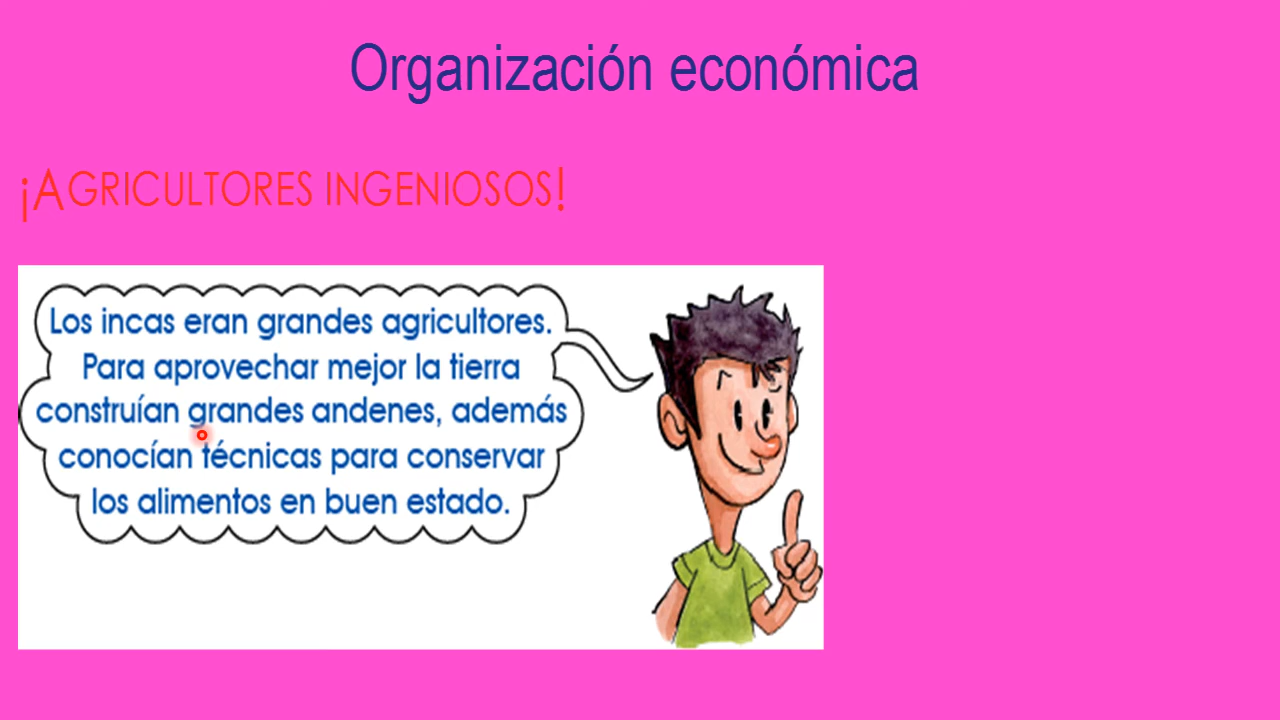 Organización económica
¡AGRICULTORES INGENIOSOS!
Los incas eran grandes agricultores.
Para aprovechar mejor la tierra
construían grandes andenes, además
conocían técnicas para conservar
los alimentos en buen estado.